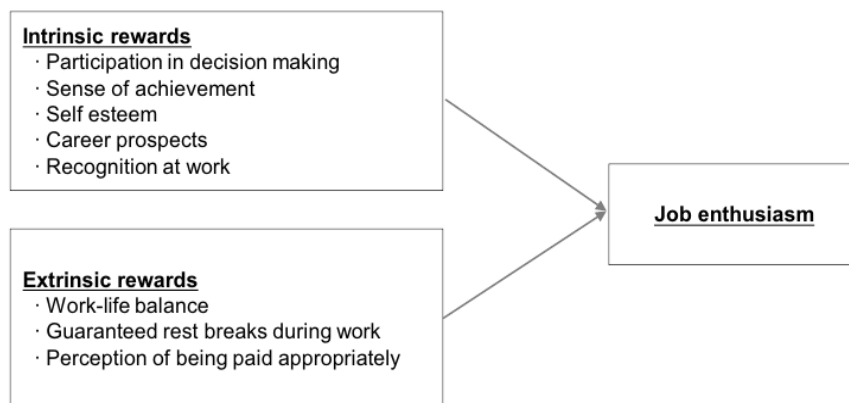 Intrinsic rewards
· Participation in decision making
· Sense of achievement
· Self esteem
· Career prospects
· Recognition at work
Job enthusiasm
Extrinsic rewards
· Work-life balance
· Guaranteed rest breaks during work
· Perception of being paid appropriately